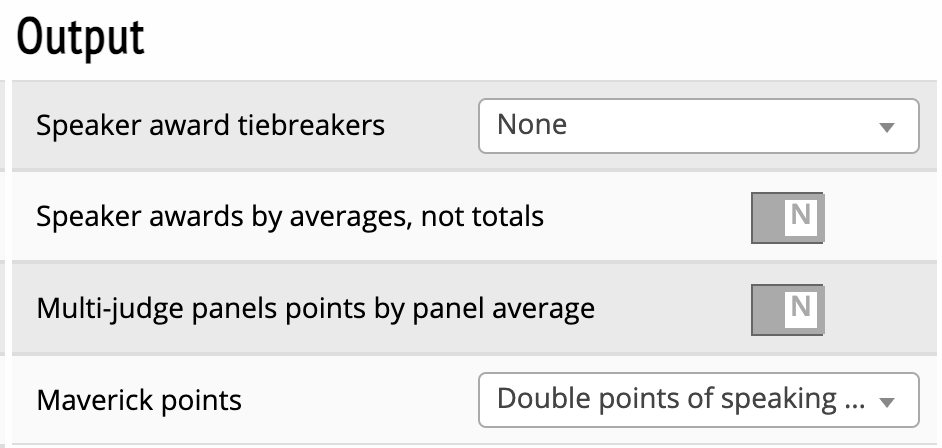 Output
Speaker award tiebreakers None
Speaker awards by averages, not totals N
Multi-judge panels points by panel average N
Maverick points Double points of speaking ...